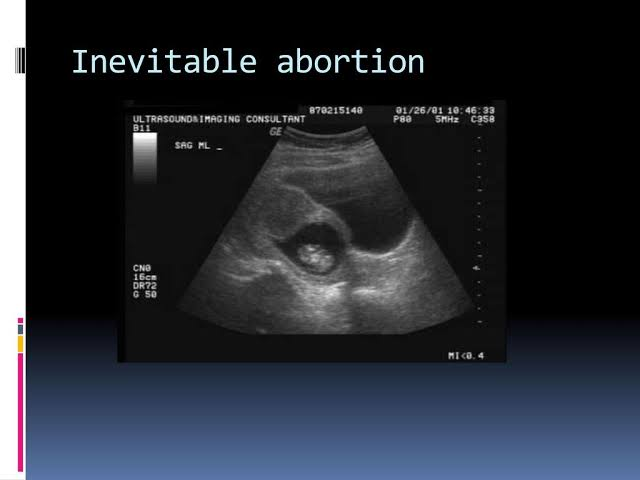 Inevitable abortion
870215140 01/26/01 10:46:33
ULTRASOUND&IMAGING CONSULTANT P80 5MHz C358
B11 GE
SAG ML _
CN0
16cm
DR72
G 50
MI<0.4